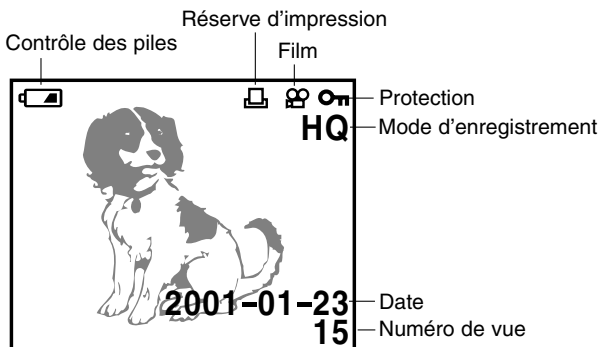 Réserve d'impression
Contrôle des piles
Film
Protection
HQ
Mode d'enregistrement
2001-01-23
Date
15
Numéro de vue